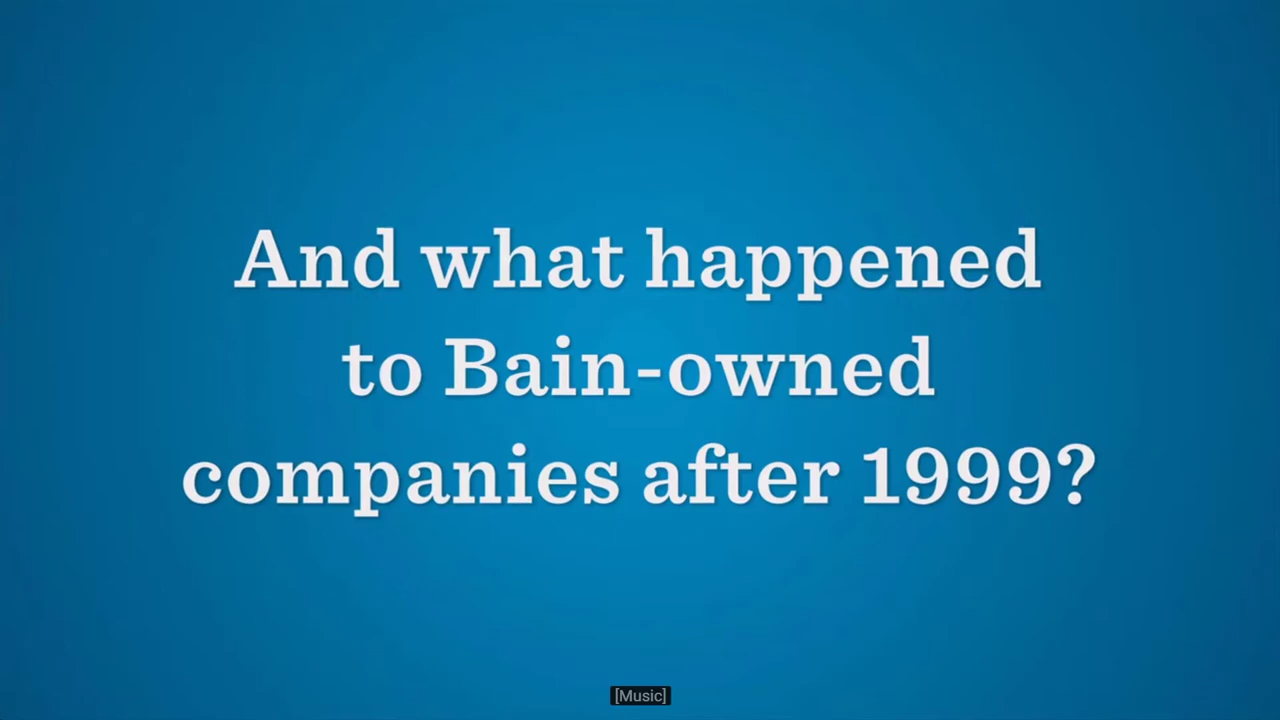 And what happened
to Bain-owned
companies after 1999?
[Music]